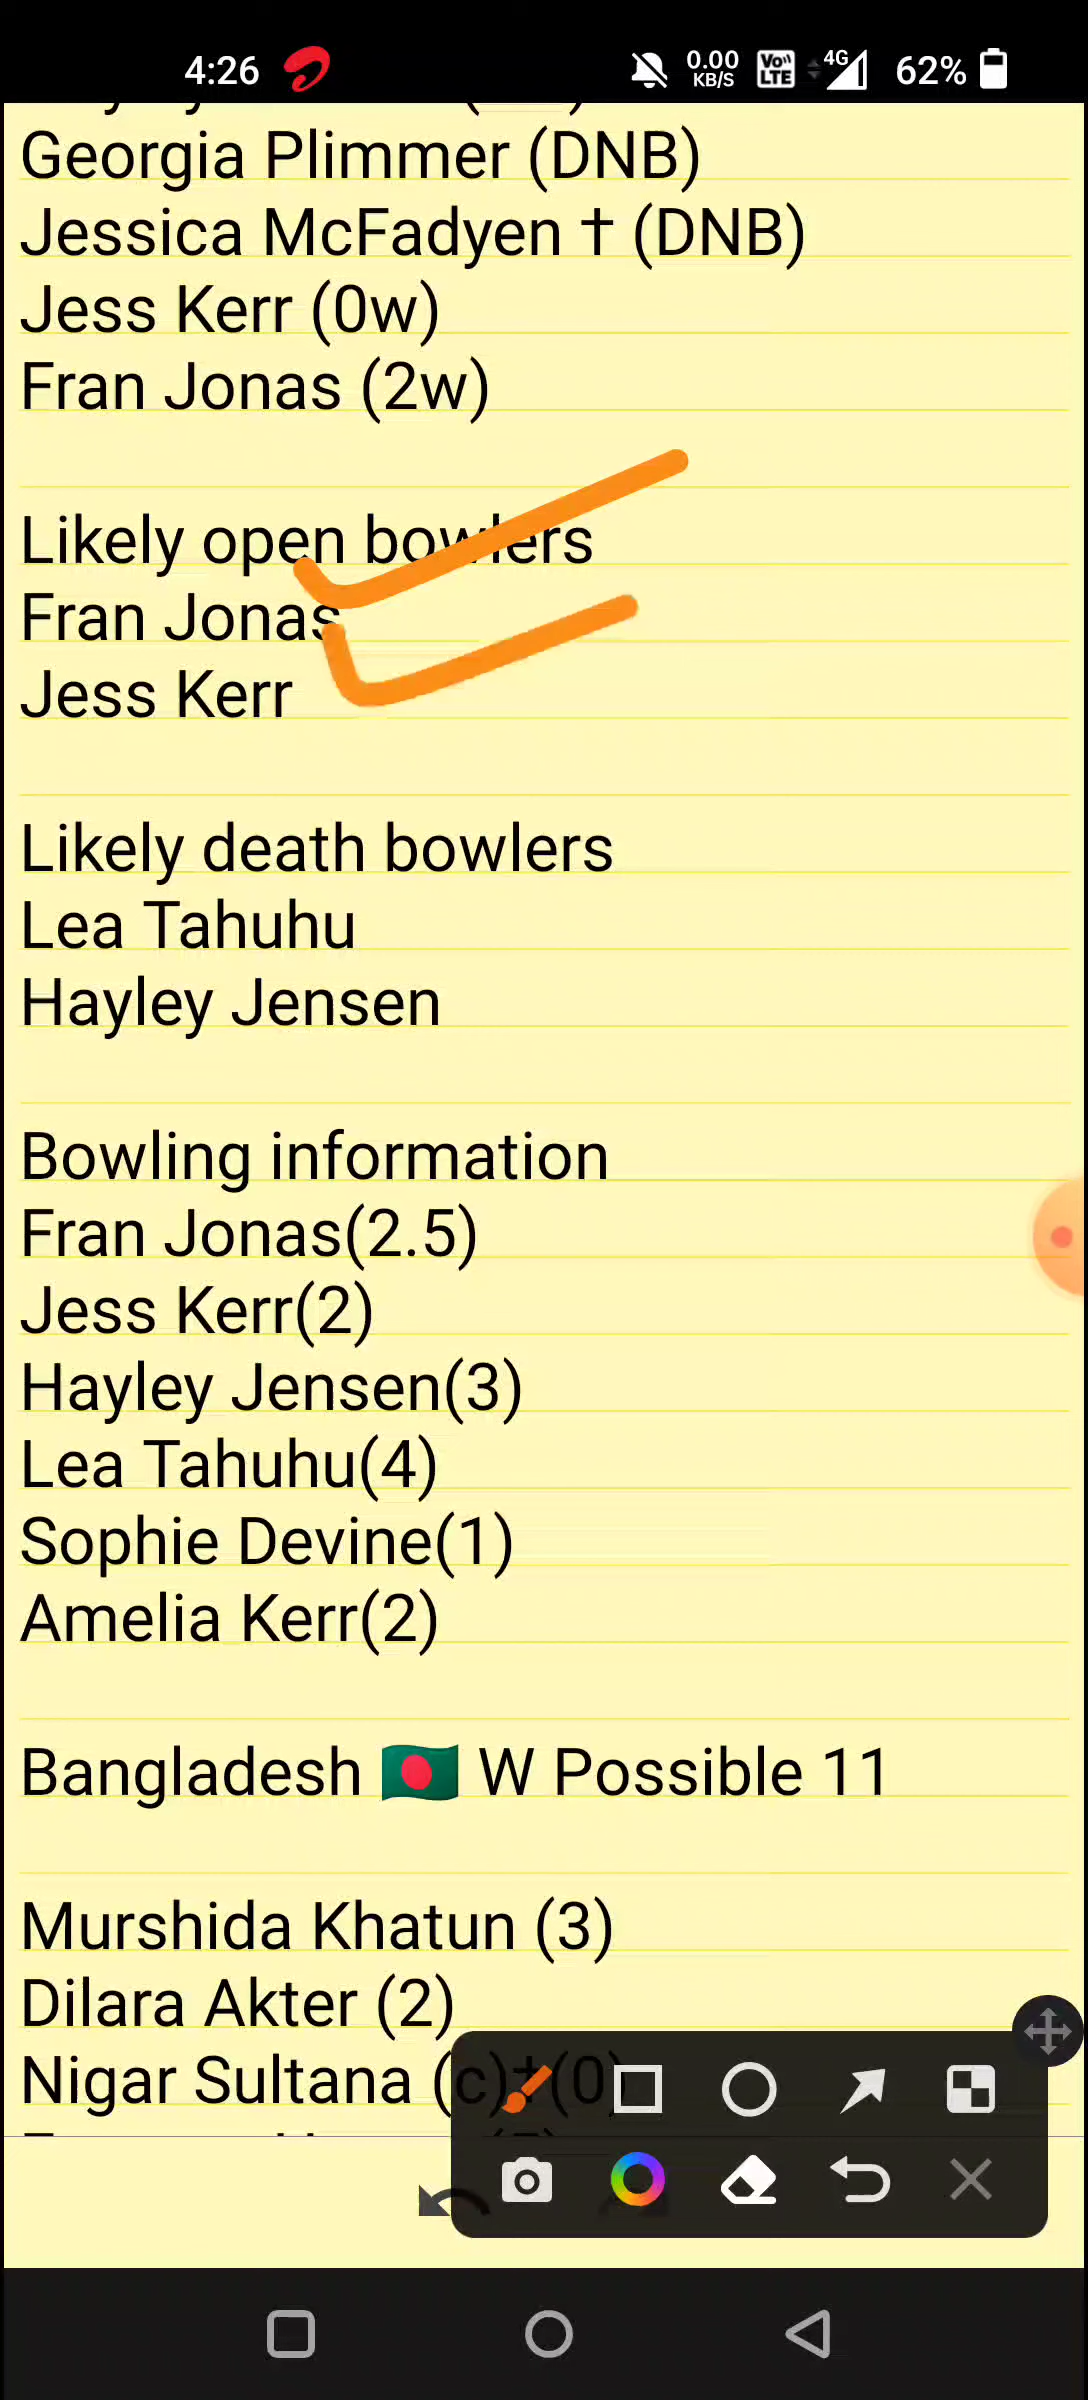 4:26 0.00 KB/S Vo)) LTE 4G 62%
Georgia Plimmer (DNB)
Jessica McFadyen † (DNB)
Jess Kerr (0w)
Fran Jonas (2w)
Likely open bowlers
Fran Jonas
Jess Kerr
Likely death bowlers
Lea Tahuhu
Hayley Jensen
Bowling information
Fran Jonas(2.5)
Jess Kerr(2)
Hayley Jensen(3)
Lea Tahuhu(4)
Sophie Devine(1)
Amelia Kerr(2)
Bangladesh 🇧🇩 W Possible 11
Murshida Khatun (3)
Dilara Akter (2)
Nigar Sultana (c)†(0)